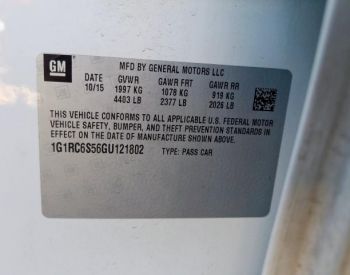 GM
MFD BY GENERAL MOTORS LLC
DATE GVWR GAWR FRT GAWR RR
10/15 1997 KG 1078 KG 919 KG
4403 LB 2377 LB 2026 LB
THIS VEHICLE CONFORMS TO ALL APPLICABLE U.S. FEDERAL MOTOR
VEHICLE SAFETY, BUMPER, AND THEFT PREVENTION STANDARDS IN
EFFECT ON THE DATE OF MANUFACTURE SHOWN ABOVE.
1G1RC6S56GU121802 TYPE: PASS CAR